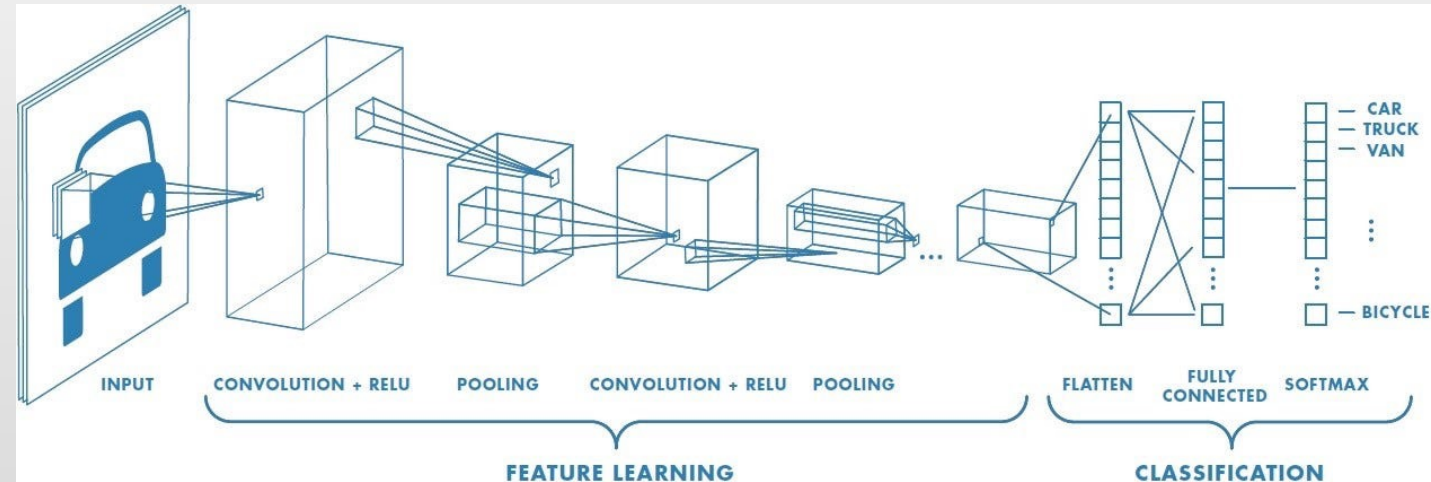 CAR
TRUCK
VAN
BICYCLE
INPUT
CONVOLUTION + RELU
POOLING
CONVOLUTION + RELU
POOLING
FLATTEN
FULLY
CONNECTED
SOFTMAX
FEATURE LEARNING
CLASSIFICATION